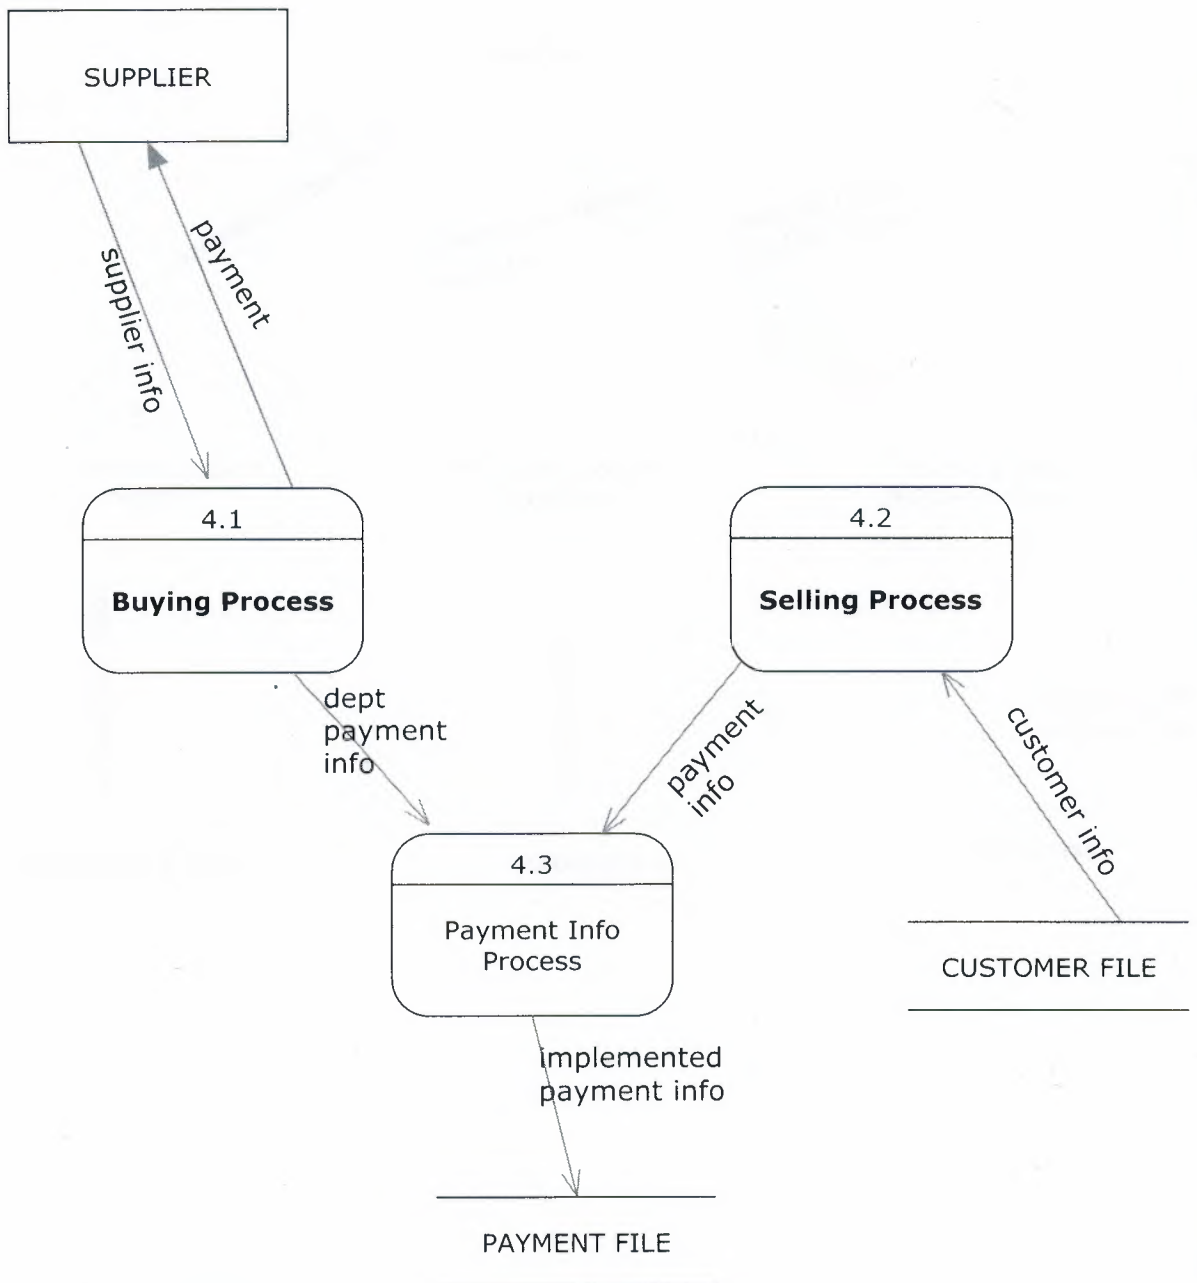 SUPPLIER
payment
supplier info
4.1
Buying Process
4.2
Selling Process
dept
payment
info
payment
info
customer info
4.3
Payment Info
Process
CUSTOMER FILE
implemented
payment info
PAYMENT FILE